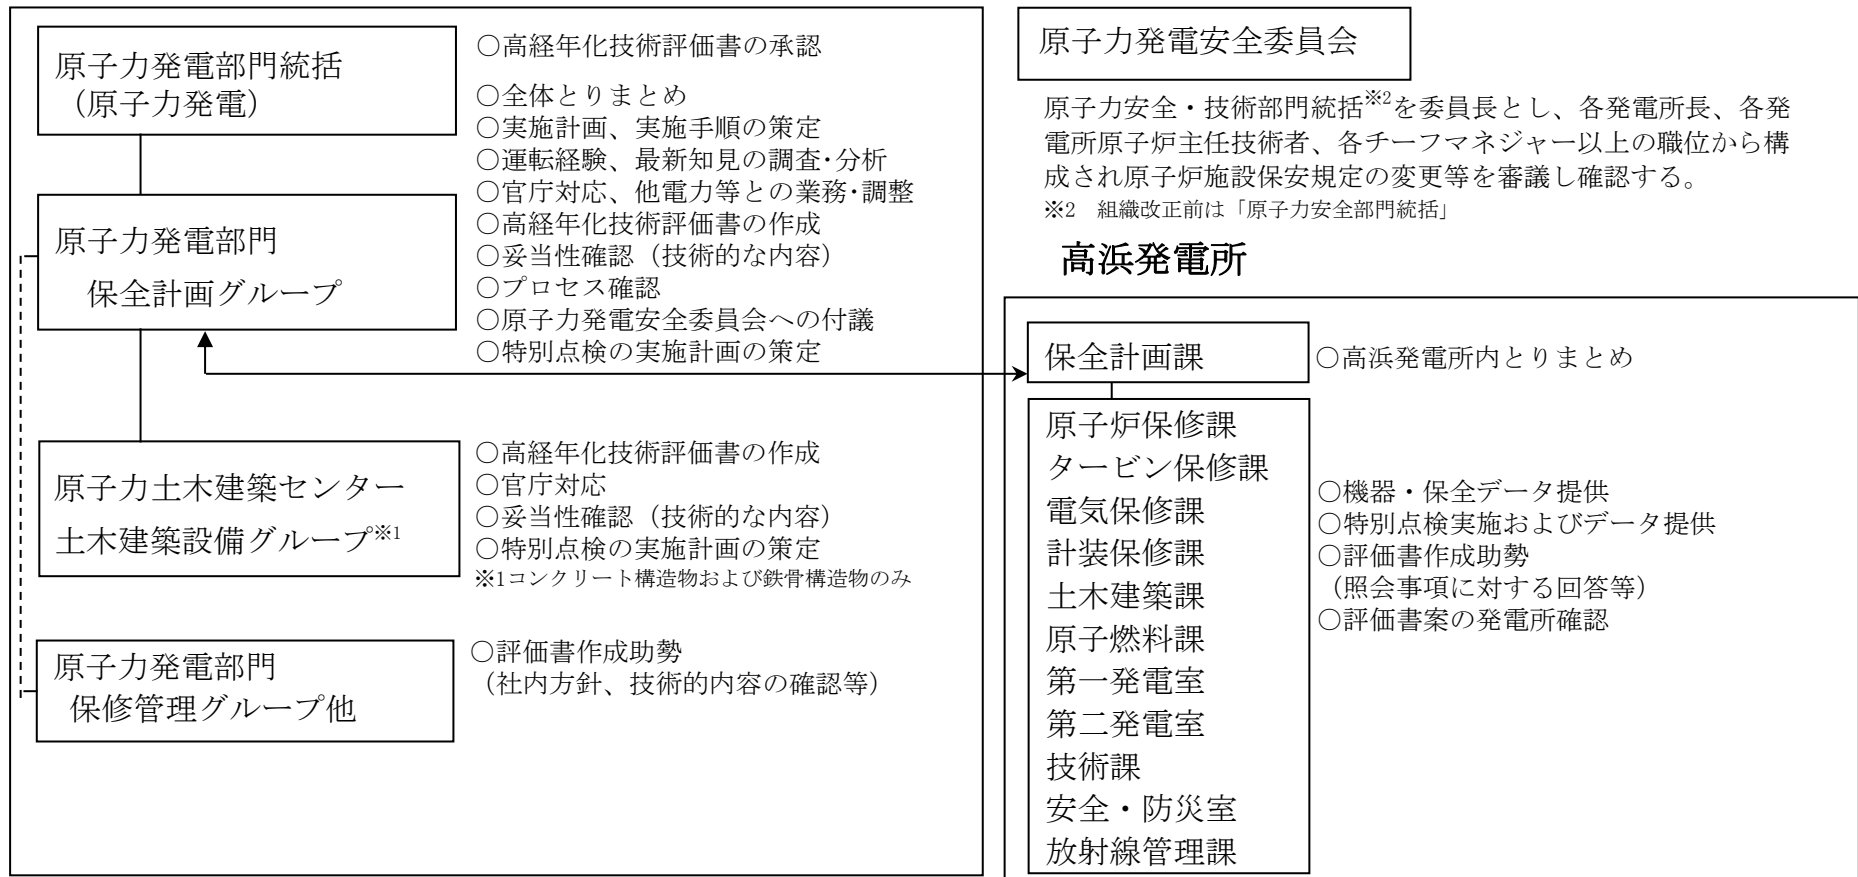 原子力発電部門統括
（原子力発電）
○高経年化技術評価書の承認
原子力発電部門
保全計画グループ
○全体とりまとめ
○実施計画、実施手順の策定
○運転経験、最新知見の調査･分析
○官庁対応、他電力等との業務･調整
○高経年化技術評価書の作成
○妥当性確認（技術的な内容）
○プロセス確認
○原子力発電安全委員会への付議
○特別点検の実施計画の策定
原子力土木建築センター
土木建築設備グループ※1
○高経年化技術評価書の作成
○官庁対応
○妥当性確認（技術的な内容）
○特別点検の実施計画の策定
※1コンクリート構造物および鉄骨構造物のみ
原子力発電部門
保修管理グループ他
○評価書作成助勢
（社内方針、技術的内容の確認等）
原子力発電安全委員会
原子力安全・技術部門統括※2を委員長とし、各発電所長、各発
電所原子炉主任技術者、各チーフマネジャー以上の職位から構
成され原子炉施設保安規定の変更等を審議し確認する。
※2　組織改正前は「原子力安全部門統括」
高浜発電所
保全計画課
○高浜発電所内とりまとめ
原子炉保修課
タービン保修課
電気保修課
計装保修課
土木建築課
原子燃料課
第一発電室
第二発電室
技術課
安全・防災室
放射線管理課
○機器・保全データ提供
○特別点検実施およびデータ提供
○評価書作成助勢
（照会事項に対する回答等）
○評価書案の発電所確認